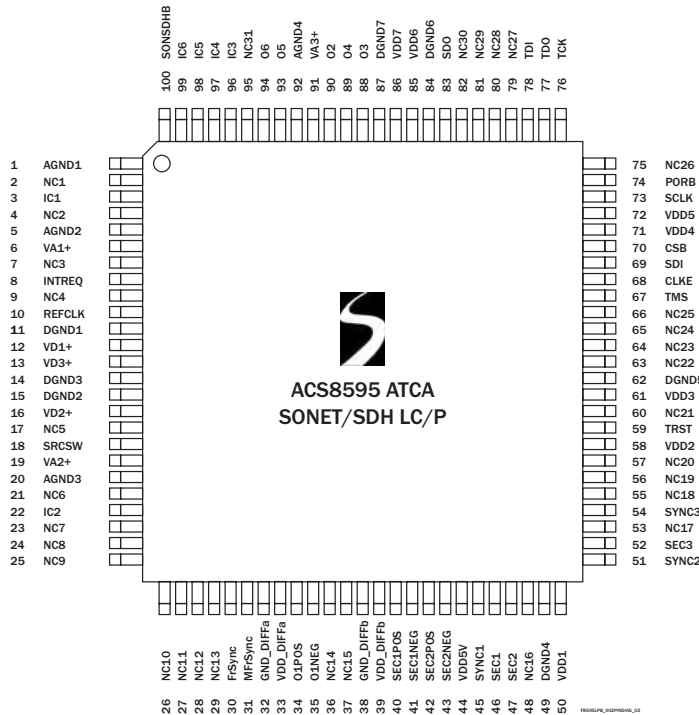 100 SONSDHB
99 IC6
98 IC5
97 IC4
96 IC3
95 NC31
94 O6
93 O5
92 AGND4
91 VA3+
90 O2
89 O4
88 O3
87 DGND7
86 VDD7
85 VDD6
84 DGND6
83 SDO
82 NC30
81 NC29
80 NC28
79 NC27
78 TDI
77 TDO
76 TCK
1 AGND1
2 NC1
3 IC1
4 NC2
5 AGND2
6 VA1+
7 NC3
8 INTREQ
9 NC4
10 REFCLK
11 DGND1
12 VD1+
13 VD3+
14 DGND3
15 DGND2
16 VD2+
17 NC5
18 SRCSW
19 VA2+
20 AGND3
21 NC6
22 IC2
23 NC7
24 NC8
25 NC9
ACS8595 ATCA
SONET/SDH LC/P
75 NC26
74 PORB
73 SCLK
72 VDD5
71 VDD4
70 CSB
69 SDI
68 CLKE
67 TMS
66 NC25
65 NC24
64 NC23
63 NC22
62 DGND5
61 VDD3
60 NC21
59 TRST
58 VDD2
57 NC20
56 NC19
55 NC18
54 SYNC3
53 NC17
52 SEC3
51 SYNC2
26 NC10
27 NC11
28 NC12
29 NC13
30 FrSync
31 MFrSync
32 GND_DIFFa
33 VDD_DIFFa
34 O1POS
35 O1NEG
36 NC14
37 NC15
38 GND_DIFFb
39 VDD_DIFFb
40 SEC1POS
41 SEC1NEG
42 SEC2POS
43 SEC2NEG
44 VDD5V
45 SYNC1
46 SEC1
47 SEC2
48 NC16
49 DGND4
50 VDD1